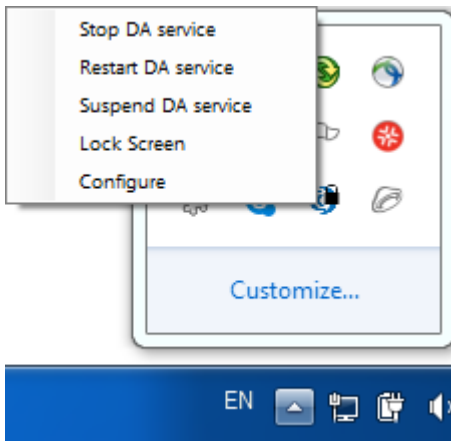 Stop DA service
Restart DA service
Suspend DA service
Lock Screen
Configure
Customize...
EN